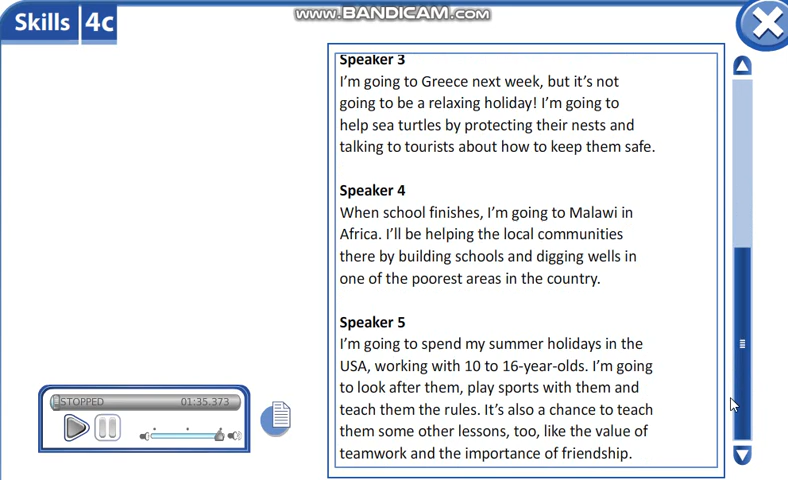 www.BANDICAM.com
Skills 4c
Speaker 3
I'm going to Greece next week, but it's not
going to be a relaxing holiday! I'm going to
help sea turtles by protecting their nests and
talking to tourists about how to keep them safe.
Speaker 4
When school finishes, I'm going to Malawi in
Africa. I'll be helping the local communities
there by building schools and digging wells in
one of the poorest areas in the country.
Speaker 5
I'm going to spend my summer holidays in the
USA, working with 10 to 16-year-olds. I'm going
to look after them, play sports with them and
teach them the rules. It's also a chance to teach
them some other lessons, too, like the value of
teamwork and the importance of friendship.
STOPPED 01:35.373